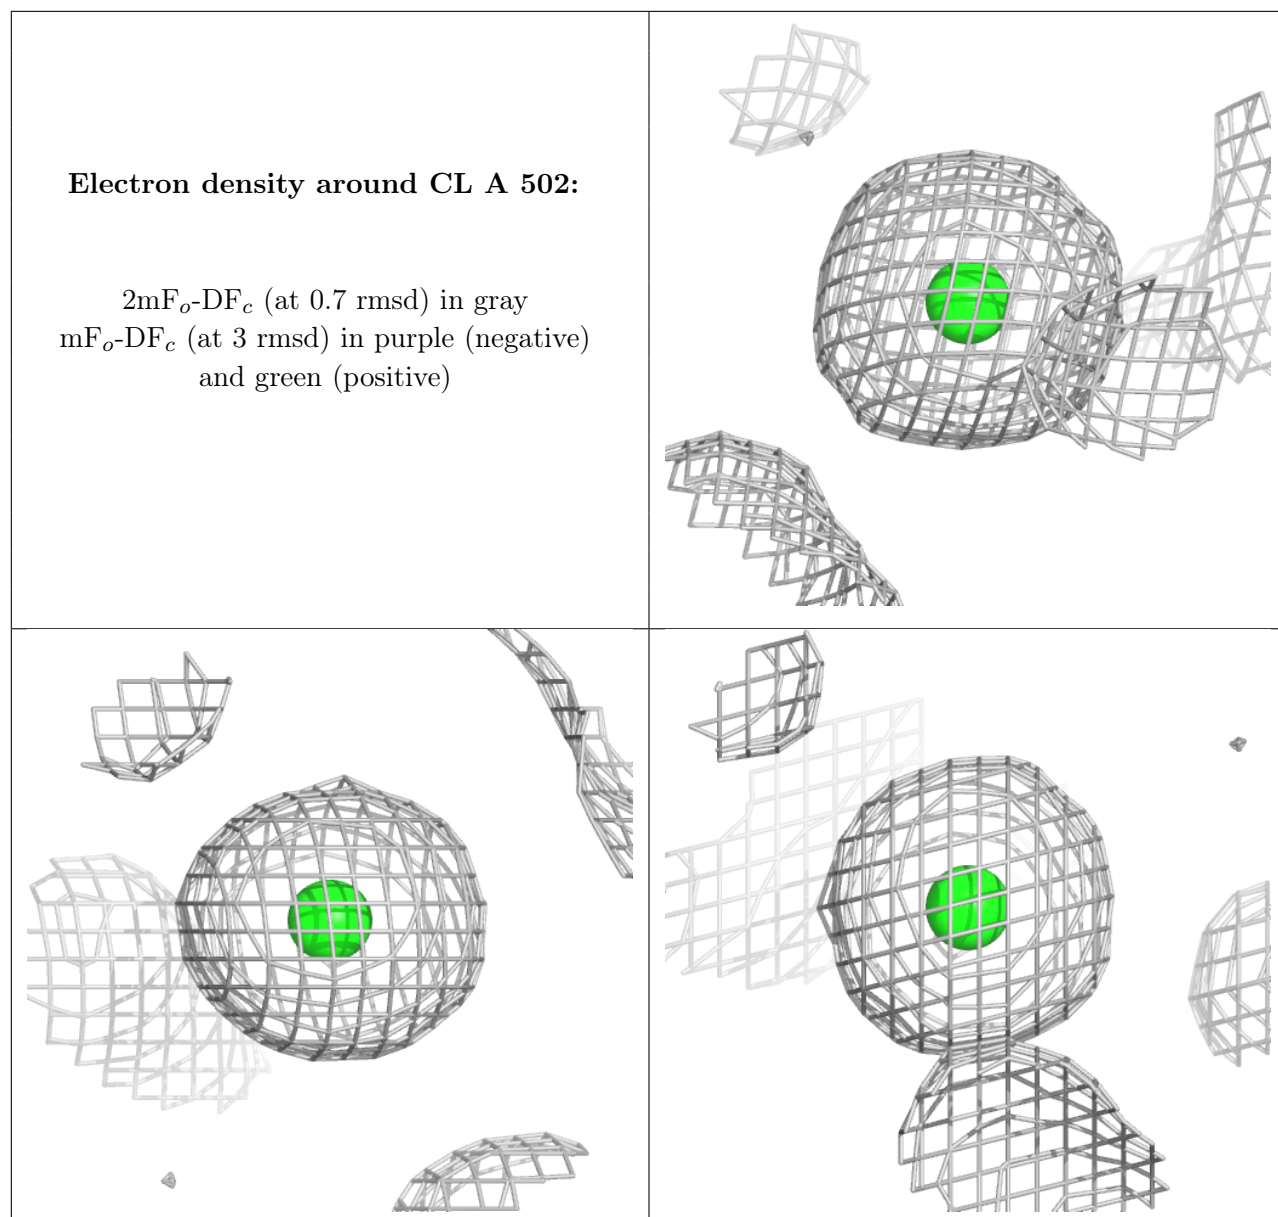 Electron density around CL A 502:
2mFo-DFc (at 0.7 rmsd) in gray
mFo-DFc (at 3 rmsd) in purple (negative)
and green (positive)